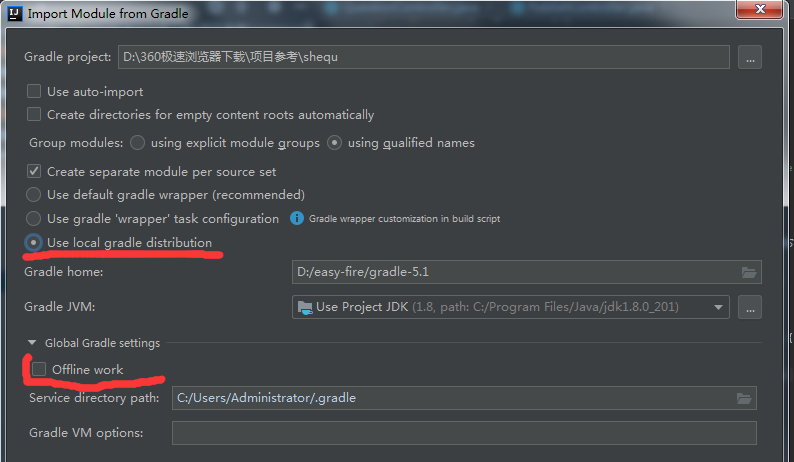 IJ Import Module from Gradle
Gradle project: D:\360极速浏览器下载\项目参考\shequ ...
Use auto-import
Create directories for empty content roots automatically
Group modules: using explicit module groups using qualified names
Create separate module per source set
Use default gradle wrapper (recommended)
Use gradle 'wrapper' task configuration i Gradle wrapper customization in build script
Use local gradle distribution
Gradle home: D:/easy-fire/gradle-5.1
Gradle JVM: Use Project JDK (1.8, path: C:/Program Files/Java/jdk1.8.0_201) ...
Global Gradle settings
Offline work
Service directory path: C:/Users/Administrator/.gradle
Gradle VM options: